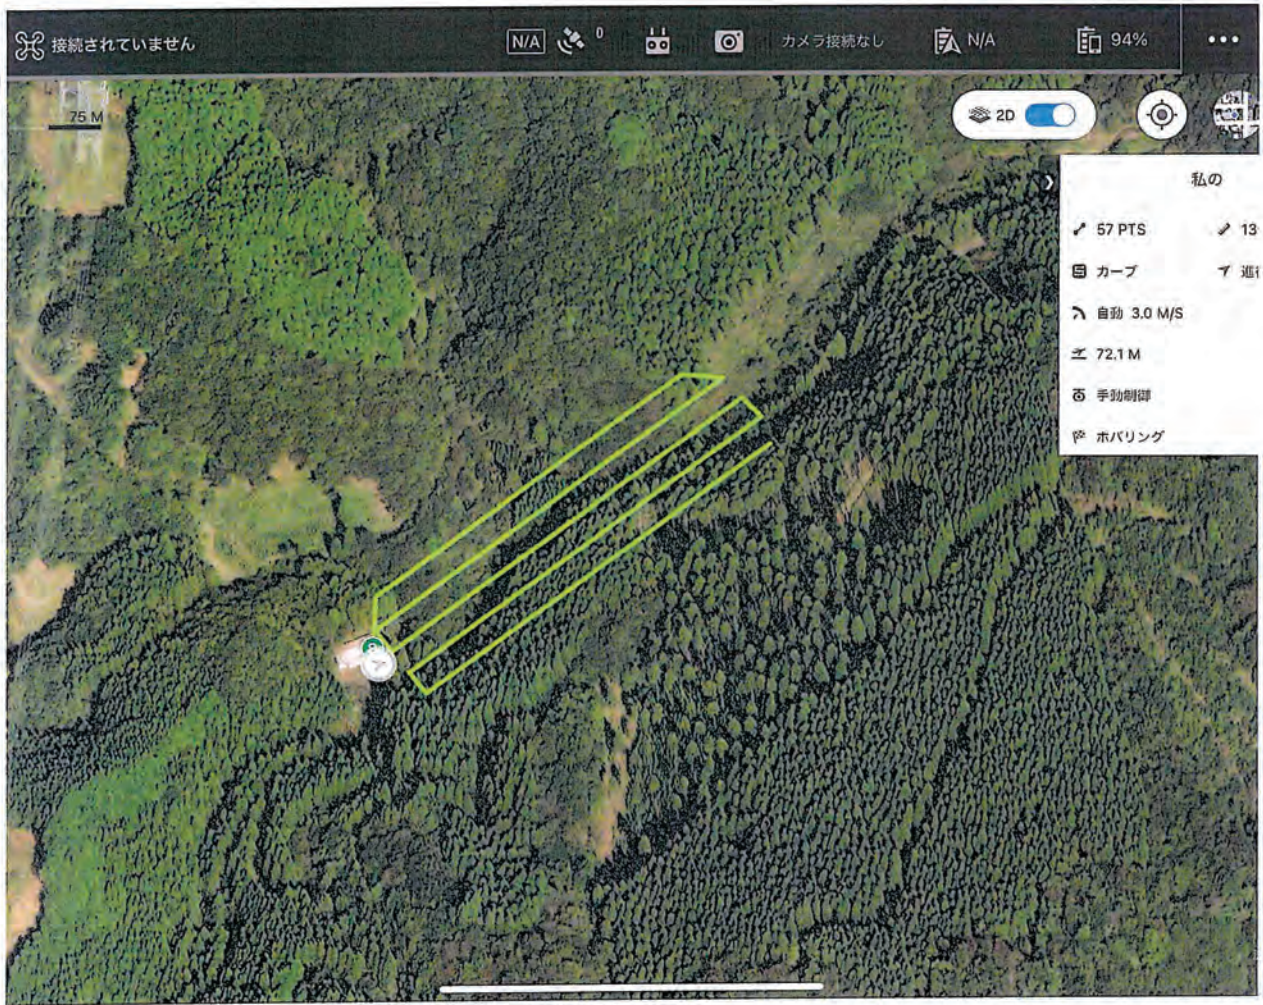 接続されていません
N/A
0
カメラ接続なし
N/A
94%
75 M
2D
私の
57 PTS
13
カーブ
自動 3.0 M/S
72.1 M
手動制御
ホバリング